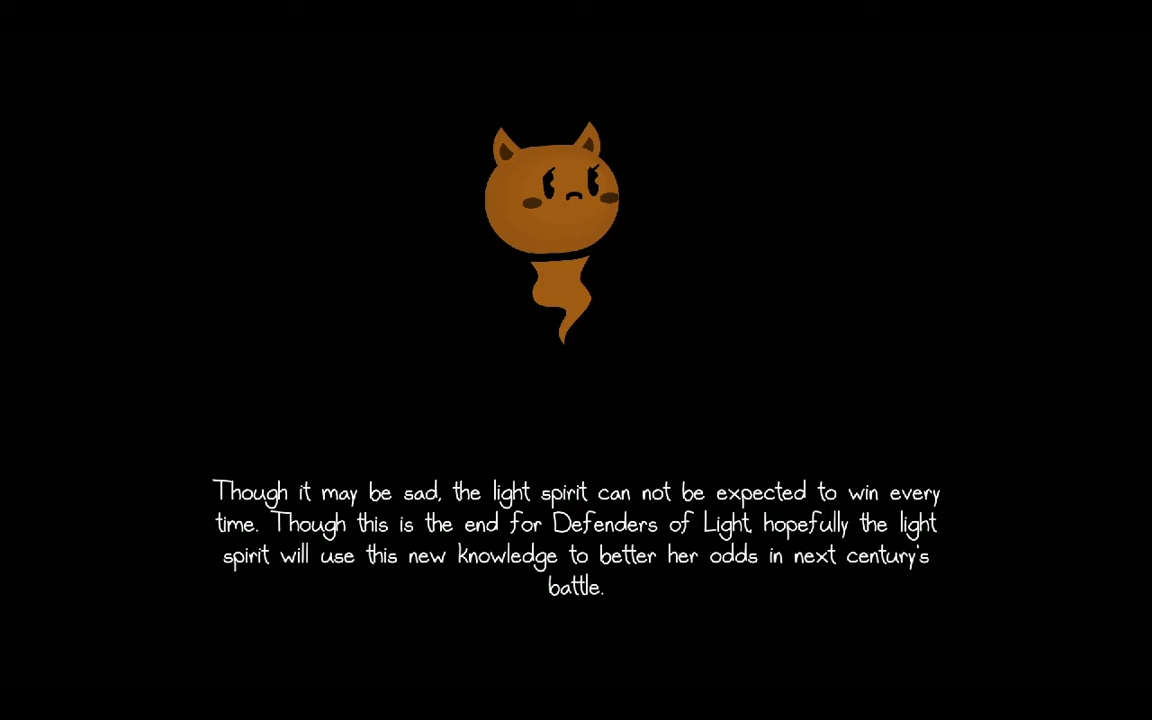 Though it may be sad, the light spirit can not be expected to win every
time. Though this is the end for Defenders of Light, hopefully the light
spirit will use this new knowledge to better her odds in next century's
battle.